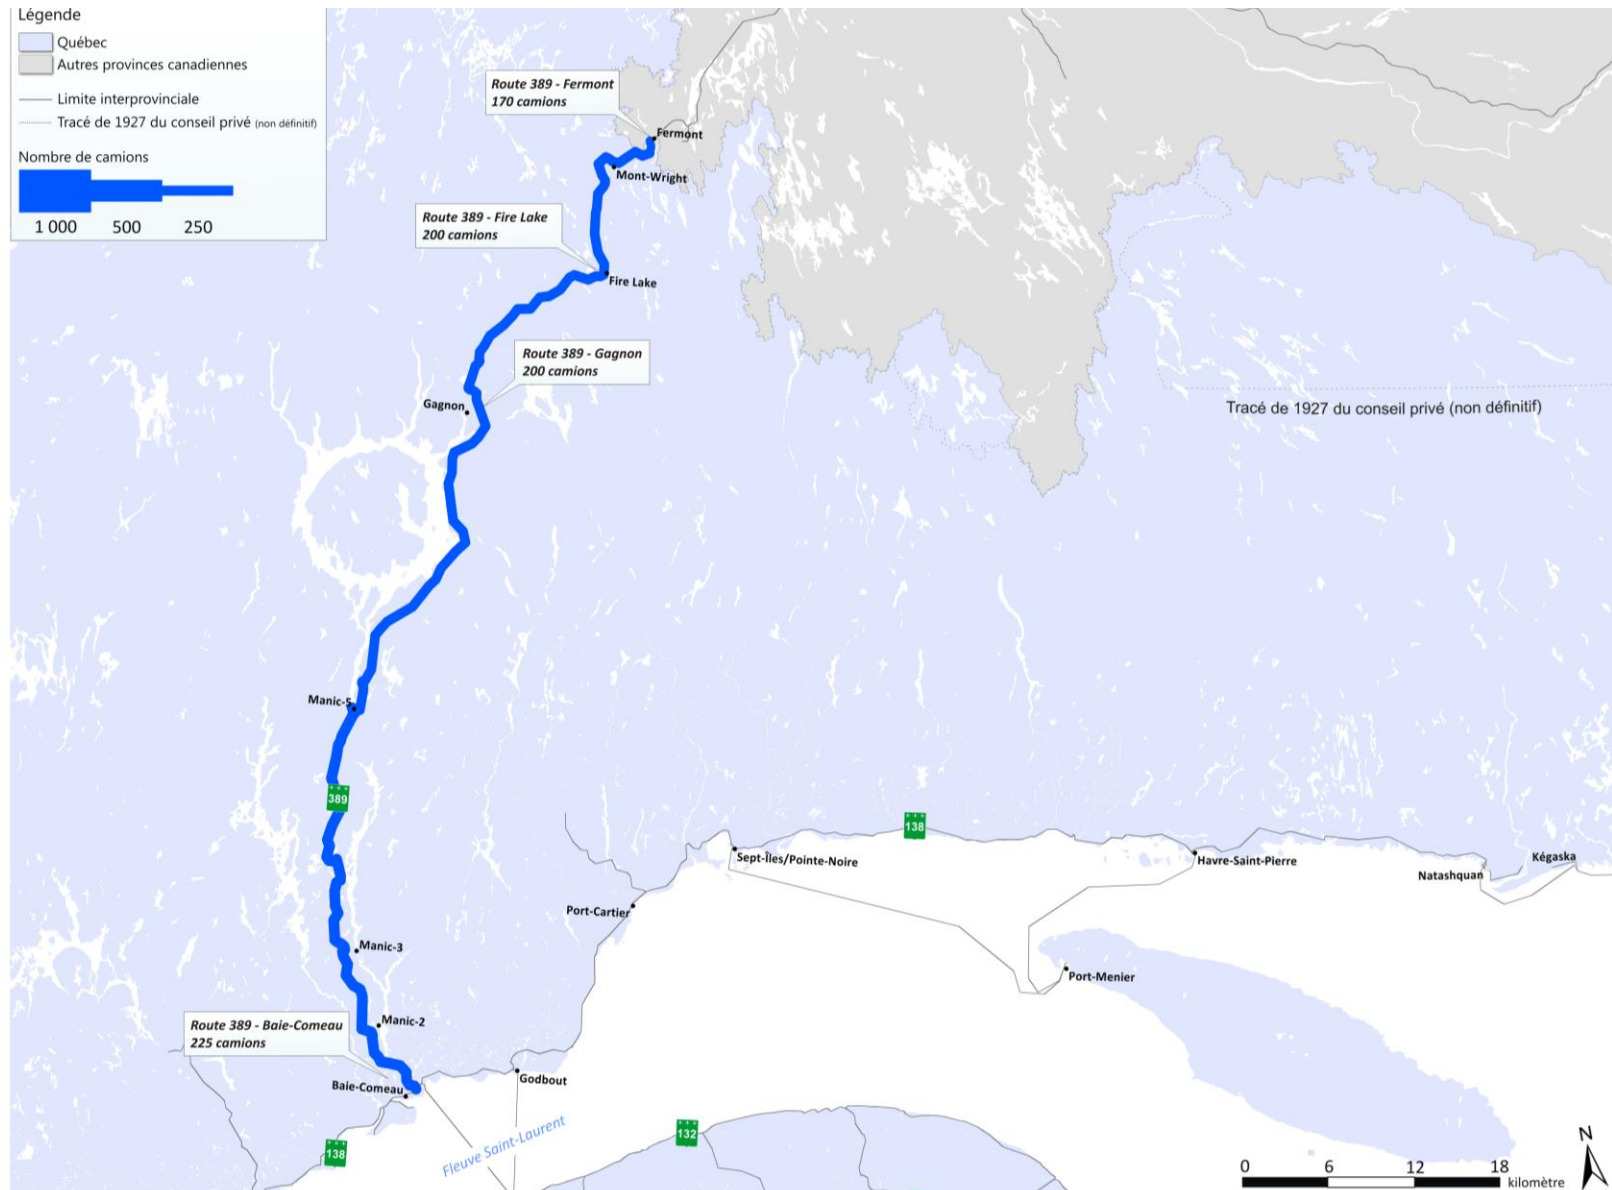 Légende
Québec
Autres provinces canadiennes
Limite interprovinciale
Tracé de 1927 du conseil privé (non définitif)
Nombre de camions
1 000 500 250
Route 389 - Fermont
170 camions
Fermont
Mont-Wright
Route 389 - Fire Lake
200 camions
Fire Lake
Route 389 - Gagnon
200 camions
Gagnon
Tracé de 1927 du conseil privé (non définitif)
Manic-5
389
138
Sept-Îles/Pointe-Noire
Havre-Saint-Pierre
Kégaska
Natashquan
Port-Cartier
Manic-3
Port-Menier
Manic-2
Route 389 - Baie-Comeau
225 camions
Baie-Comeau
Godbout
138
132
Fleuve Saint-Laurent
N
0 6 12 18
kilomètre